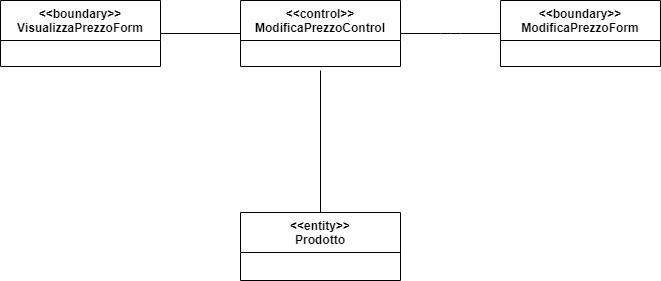 <<boundary>>
VisualizzaPrezzoForm
<<control>>
ModificaPrezzoControl
<<boundary>>
ModificaPrezzoForm
<<entity>>
Prodotto